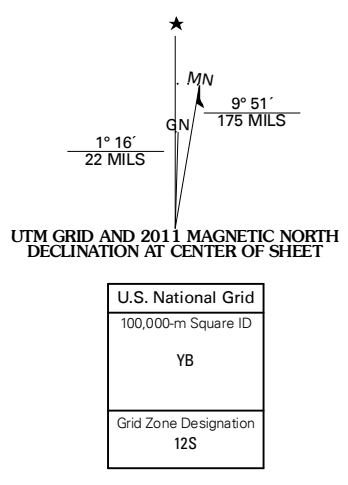 ★
MN
GN
9° 51´
175 MILS
1° 16´
22 MILS
UTM GRID AND 2011 MAGNETIC NORTH
DECLINATION AT CENTER OF SHEET
U.S. National Grid
100,000-m Square ID
YB
Grid Zone Designation
12S